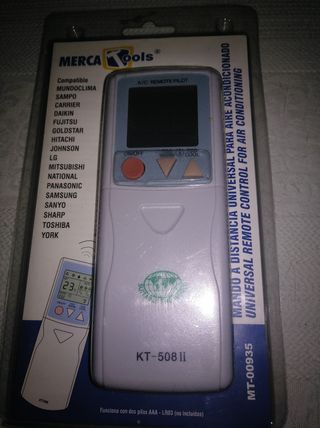 MERCA Tools
Compatible
MUNDOCLIMA
SAMPO
CARRIER
DAIKIN
FUJITSU
GOLDSTAR
HITACHI
JOHNSON
LG
MITSUBISHI
NATIONAL
PANASONIC
SAMSUNG
SANYO
SHARP
TOSHIBA
YORK
A/C REMOTE PILOT
ON/OFF
COOL
KT-508 II
MANDO A DISTANCIA UNIVERSAL PARA AIRE ACONDICIONADO
UNIVERSAL REMOTE CONTROL FOR AIR CONDITIONING
MT-00935
Funciona con dos pilas AAA - LR03 (no incluidas)